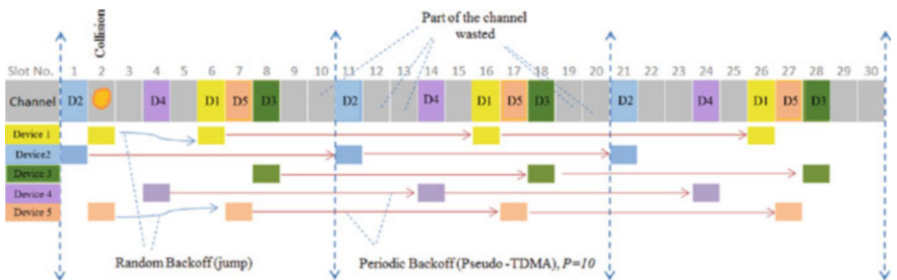 Part of the channel
wasted
Collision
Slot No. 1 2 3 4 5 6 7 8 9 10 11 12 13 14 15 16 17 18 19 20 21 22 23 24 25 26 27 28 29 30
Channel D2 D4 D1 D5 D3 D2 D4 D1 D5 D3 D2 D4 D1 D5 D3
Device 1
Device2
Device 3
Device 4
Device 5
Random Backoff (jump) Periodic Backoff (Pseudo -TDMA), P=10